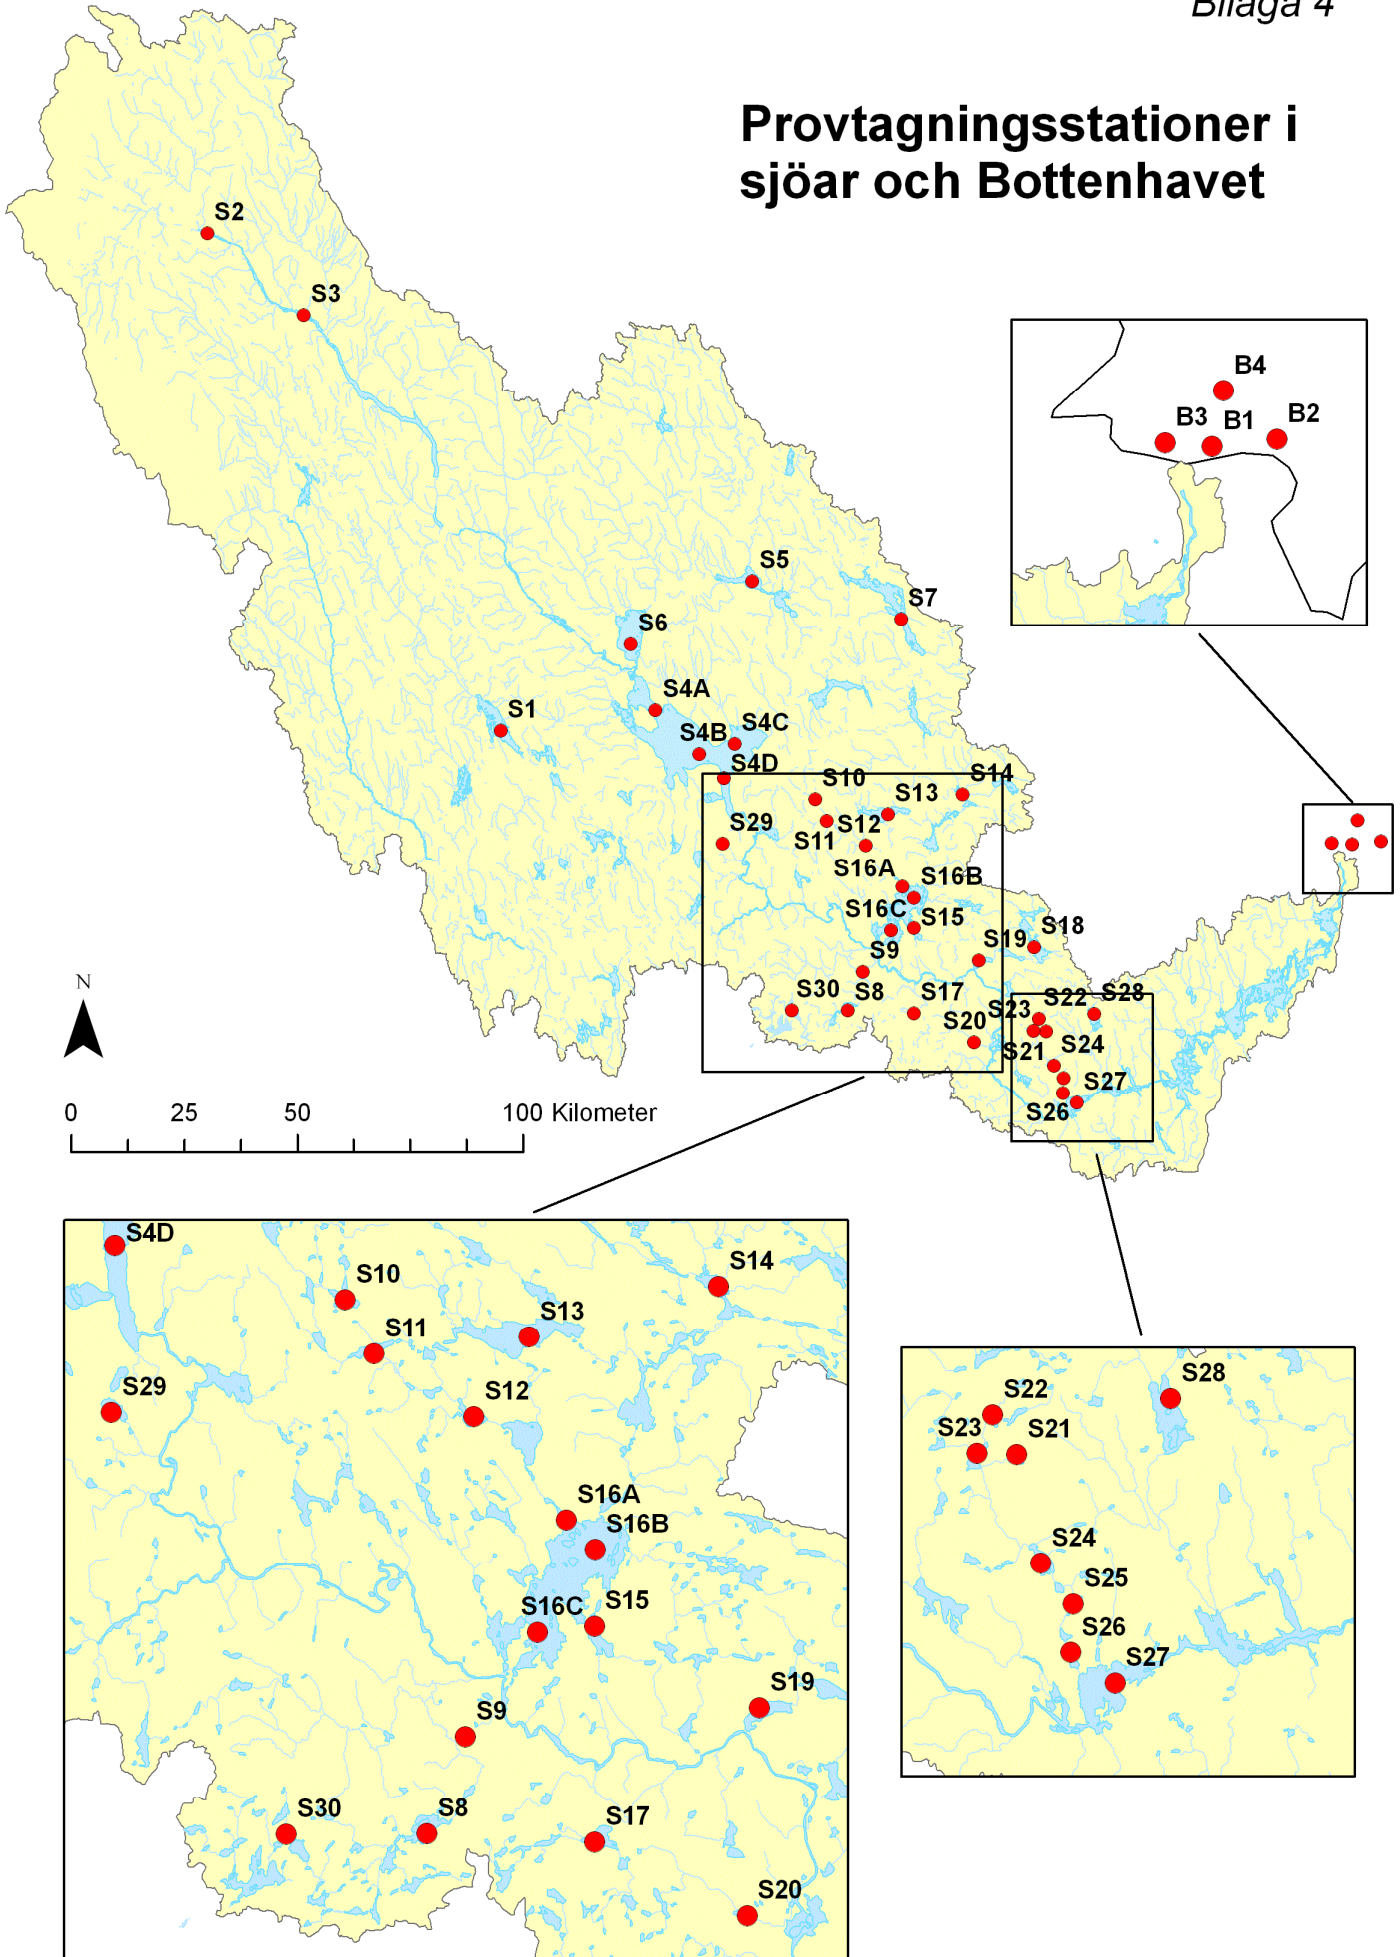 Bilaga 4
Provtagningsstationer i
sjöar och Bottenhavet
S2
S3
B4
B3
B1
B2
S5
S7
S6
S4A
S1
S4B
S4C
S4D
S10
S14
S13
S29
S12
S11
S16A
S16B
S16C
S15
S18
S19
S9
S30
S8
S17
S22
S28
S23
S20
S21
S24
S27
S26
N
0
25
50
100 Kilometer
S4D
S14
S10
S13
S11
S29
S12
S16A
S16B
S16C
S15
S19
S9
S30
S8
S17
S20
S28
S22
S23
S21
S24
S25
S26
S27